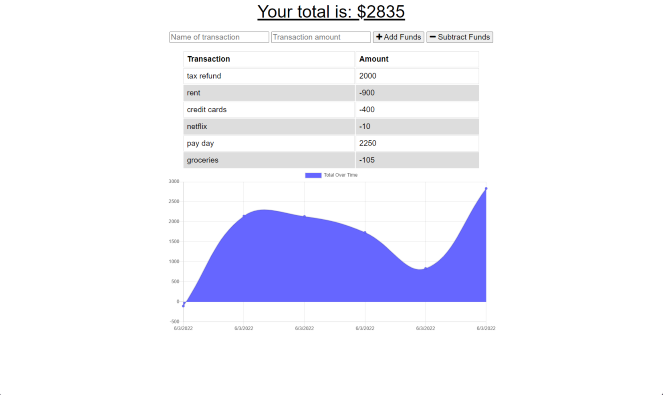 Your total is: $2835
Name of transaction Transaction amount + Add Funds − Subtract Funds
Transaction Amount
tax refund 2000
rent -900
credit cards -400
netflix -10
pay day 2250
groceries -105
Total Over Time
3000
2500
2000
1500
1000
500
0
-500
6/3/2022 6/3/2022 6/3/2022 6/3/2022 6/3/2022 6/3/2022